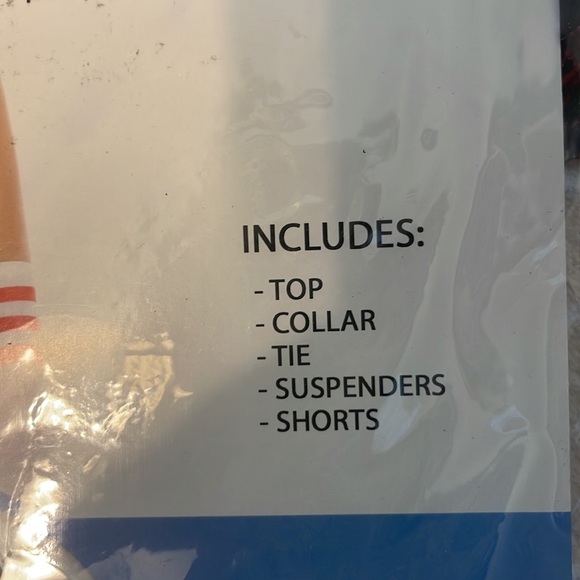 INCLUDES:
- TOP
- COLLAR
- TIE
- SUSPENDERS
- SHORTS